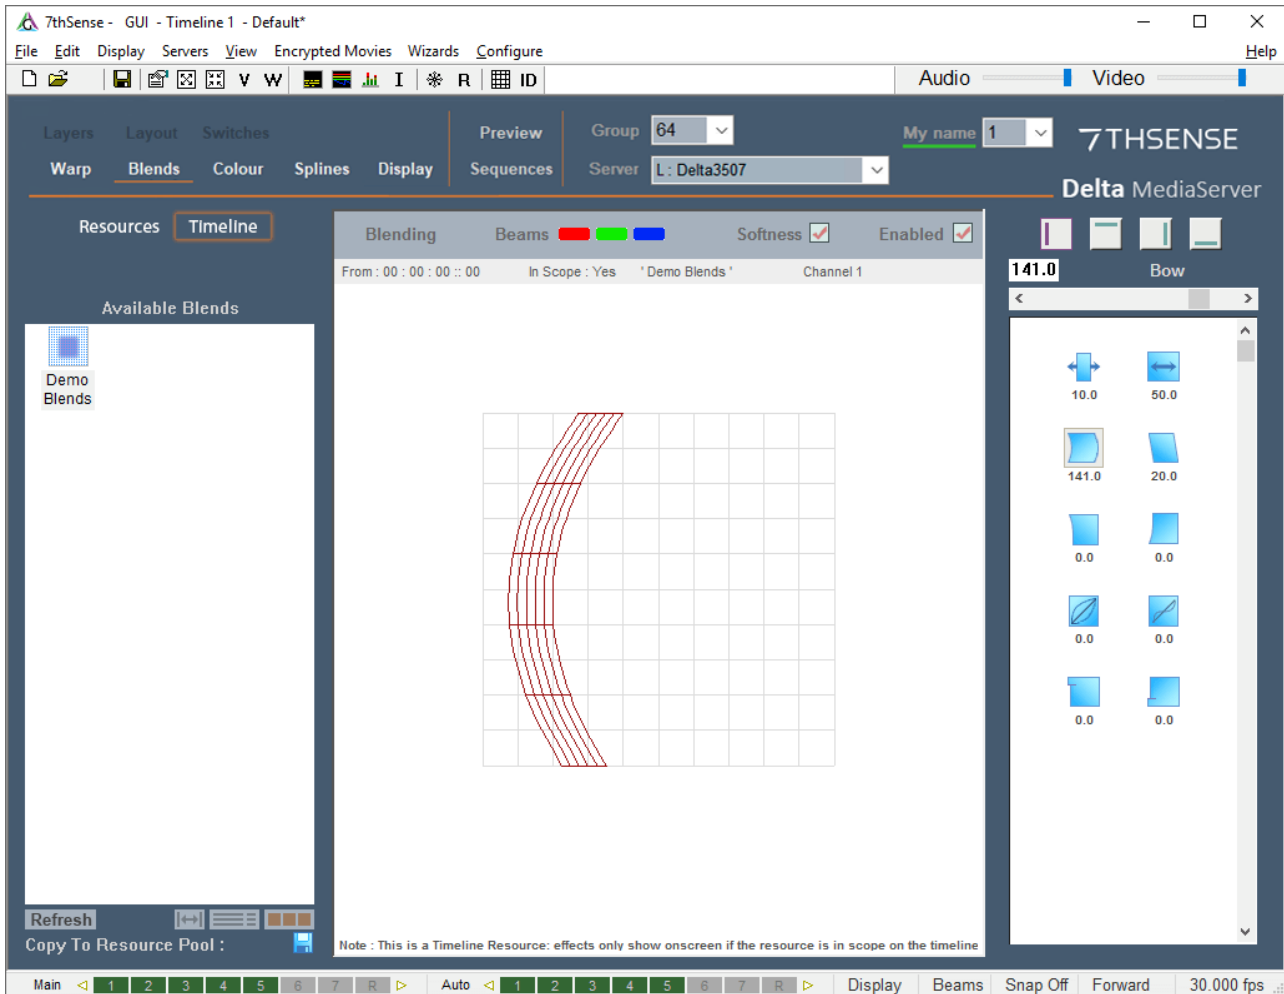 7thSense - GUI - Timeline 1 - Default*
File Edit Display Servers View Encrypted Movies Wizards Configure Help
V W I R ID Audio Video
Layers Layout Switches Preview Group 64 My name 1 7THSENSE
Warp Blends Colour Splines Display Sequences Server L : Delta3507 Delta MediaServer
Resources Timeline Blending Beams Softness Enabled
From : 00 : 00 : 00 :: 00 In Scope : Yes ' Demo Blends ' Channel 1 141.0 Bow
Available Blends
Demo
Blends
10.0 50.0
141.0 20.0
0.0 0.0
0.0 0.0
0.0 0.0
Refresh
Copy To Resource Pool :
Note : This is a Timeline Resource: effects only show onscreen if the resource is in scope on the timeline
Main 1 2 3 4 5 6 7 R Auto 1 2 3 4 5 6 7 R Display Beams Snap Off Forward 30.000 fps